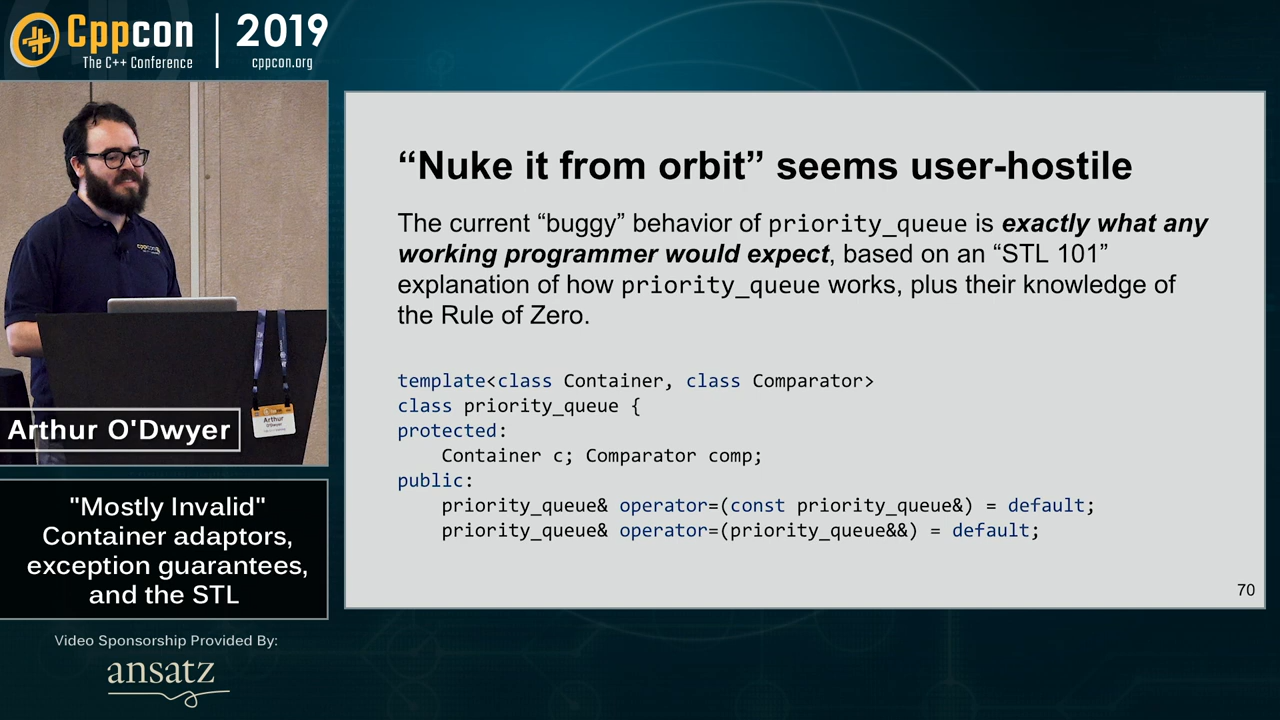 Cppcon
The C++ Conference
2019
cppcon.org
cppcon
Arthur
O'Dwyer
Arthur O'Dwyer
"Mostly Invalid"
Container adaptors,
exception guarantees,
and the STL
Video Sponsorship Provided By:
ansatz
“Nuke it from orbit” seems user-hostile
The current “buggy” behavior of priority_queue is exactly what any
working programmer would expect, based on an “STL 101”
explanation of how priority_queue works, plus their knowledge of
the Rule of Zero.
template<class Container, class Comparator>
class priority_queue {
protected:
    Container c; Comparator comp;
public:
    priority_queue& operator=(const priority_queue&) = default;
    priority_queue& operator=(priority_queue&&) = default;
70